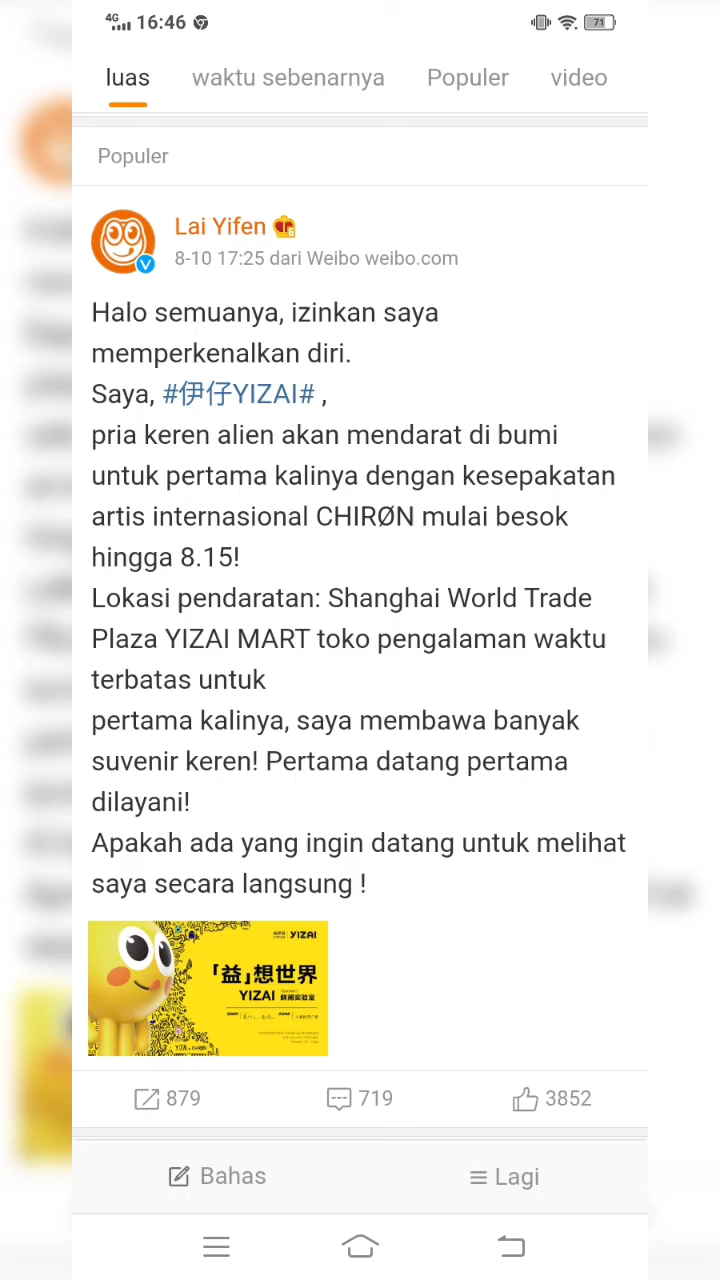 4G 16:46 71
luas waktu sebenarnya Populer video
Populer
Lai Yifen
8-10 17:25 dari Weibo weibo.com
Halo semuanya, izinkan saya
memperkenalkan diri.
Saya, #伊仔YIZAI# ,
pria keren alien akan mendarat di bumi
untuk pertama kalinya dengan kesepakatan
artis internasional CHIRØN mulai besok
hingga 8.15!
Lokasi pendaratan: Shanghai World Trade
Plaza YIZAI MART toko pengalaman waktu
terbatas untuk
pertama kalinya, saya membawa banyak
suvenir keren! Pertama datang pertama
dilayani!
Apakah ada yang ingin datang untuk melihat
saya secara langsung !
YIZAI
「益」想世界
YIZAI
879 719 3852
Bahas Lagi